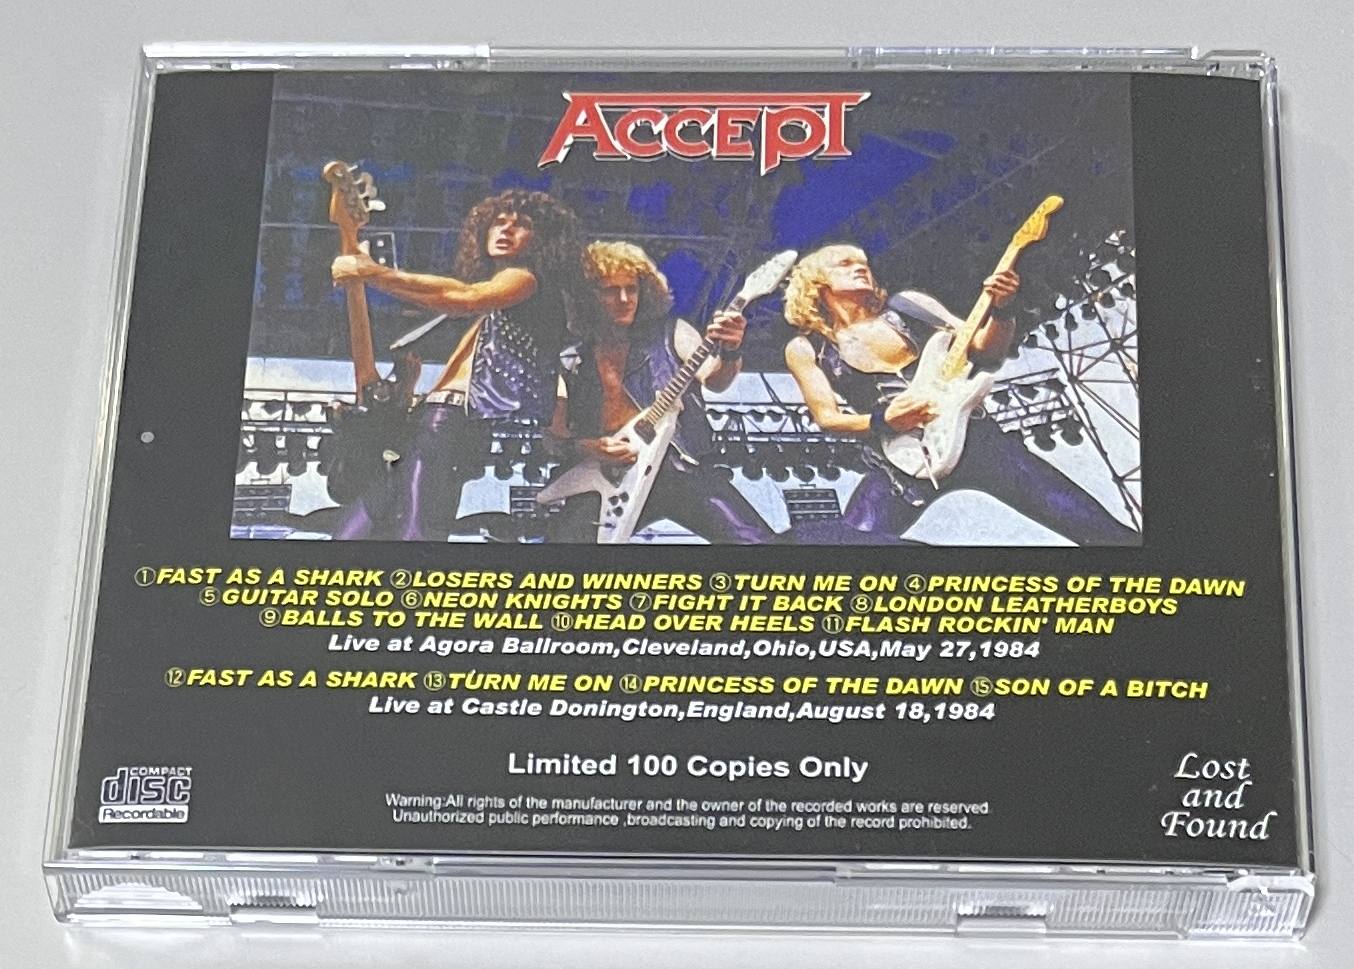 ACCEPT
①FAST AS A SHARK ②LOSERS AND WINNERS ③TURN ME ON ④PRINCESS OF THE DAWN
⑤GUITAR SOLO ⑥NEON KNIGHTS ⑦FIGHT IT BACK ⑧LONDON LEATHERBOYS
⑨BALLS TO THE WALL ⑩HEAD OVER HEELS ⑪FLASH ROCKIN' MAN
Live at Agora Ballroom,Cleveland,Ohio,USA,May 27,1984
⑫FAST AS A SHARK ⑬TURN ME ON ⑭PRINCESS OF THE DAWN ⑮SON OF A BITCH
Live at Castle Donington,England,August 18,1984
Limited 100 Copies Only
COMPACT
disc
Recordable
Warning:All rights of the manufacturer and the owner of the recorded works are reserved.
Unauthorized public performance ,broadcasting and copying of the record prohibited.
Lost
and
Found